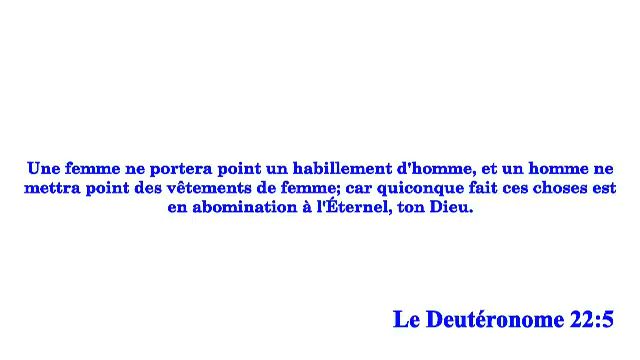 Une femme ne portera point un habillement d'homme, et un homme ne
mettra point des vêtements de femme; car quiconque fait ces choses est
en abomination à l'Éternel, ton Dieu.
Le Deutéronome 22:5